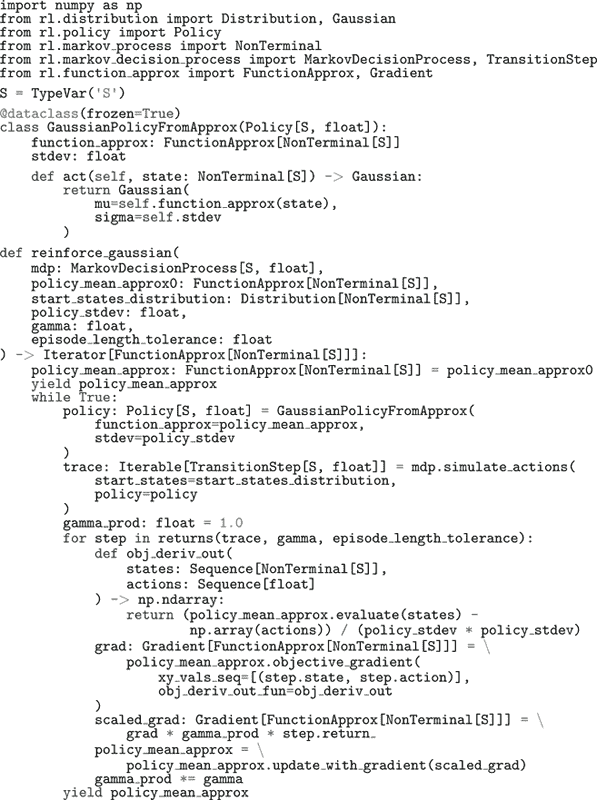 import numpy as np
from rl.distribution import Distribution, Gaussian
from rl.policy import Policy
from rl.markov_process import NonTerminal
from rl.markov_decision_process import MarkovDecisionProcess, TransitionStep
from rl.function_approx import FunctionApprox, Gradient
S = TypeVar('S')
@dataclass(frozen=True)
class GaussianPolicyFromApprox(Policy[S, float]):
    function_approx: FunctionApprox[NonTerminal[S]]
    stdev: float
    def act(self, state: NonTerminal[S]) -> Gaussian:
        return Gaussian(
            mu=self.function_approx(state),
            sigma=self.stdev
        )
def reinforce_gaussian(
    mdp: MarkovDecisionProcess[S, float],
    policy_mean_approx0: FunctionApprox[NonTerminal[S]],
    start_states_distribution: Distribution[NonTerminal[S]],
    policy_stdev: float,
    gamma: float,
    episode_length_tolerance: float
) -> Iterator[FunctionApprox[NonTerminal[S]]]:
    policy_mean_approx: FunctionApprox[NonTerminal[S]] = policy_mean_approx0
    yield policy_mean_approx
    while True:
        policy: Policy[S, float] = GaussianPolicyFromApprox(
            function_approx=policy_mean_approx,
            stdev=policy_stdev
        )
        trace: Iterable[TransitionStep[S, float]] = mdp.simulate_actions(
            start_states=start_states_distribution,
            policy=policy
        )
        gamma_prod: float = 1.0
        for step in returns(trace, gamma, episode_length_tolerance):
            def obj_deriv_out(
                states: Sequence[NonTerminal[S]],
                actions: Sequence[float]
            ) -> np.ndarray:
                return (policy_mean_approx.evaluate(states) -
                        np.array(actions)) / (policy_stdev * policy_stdev)
            grad: Gradient[FunctionApprox[NonTerminal[S]]] = \
                policy_mean_approx.objective_gradient(
                    xy_vals_seq=[(step.state, step.action)],
                    obj_deriv_out_fun=obj_deriv_out
            )
            scaled_grad: Gradient[FunctionApprox[NonTerminal[S]]] = \
                grad * gamma_prod * step.return_
            policy_mean_approx = \
                policy_mean_approx.update_with_gradient(scaled_grad)
            gamma_prod *= gamma
        yield policy_mean_approx